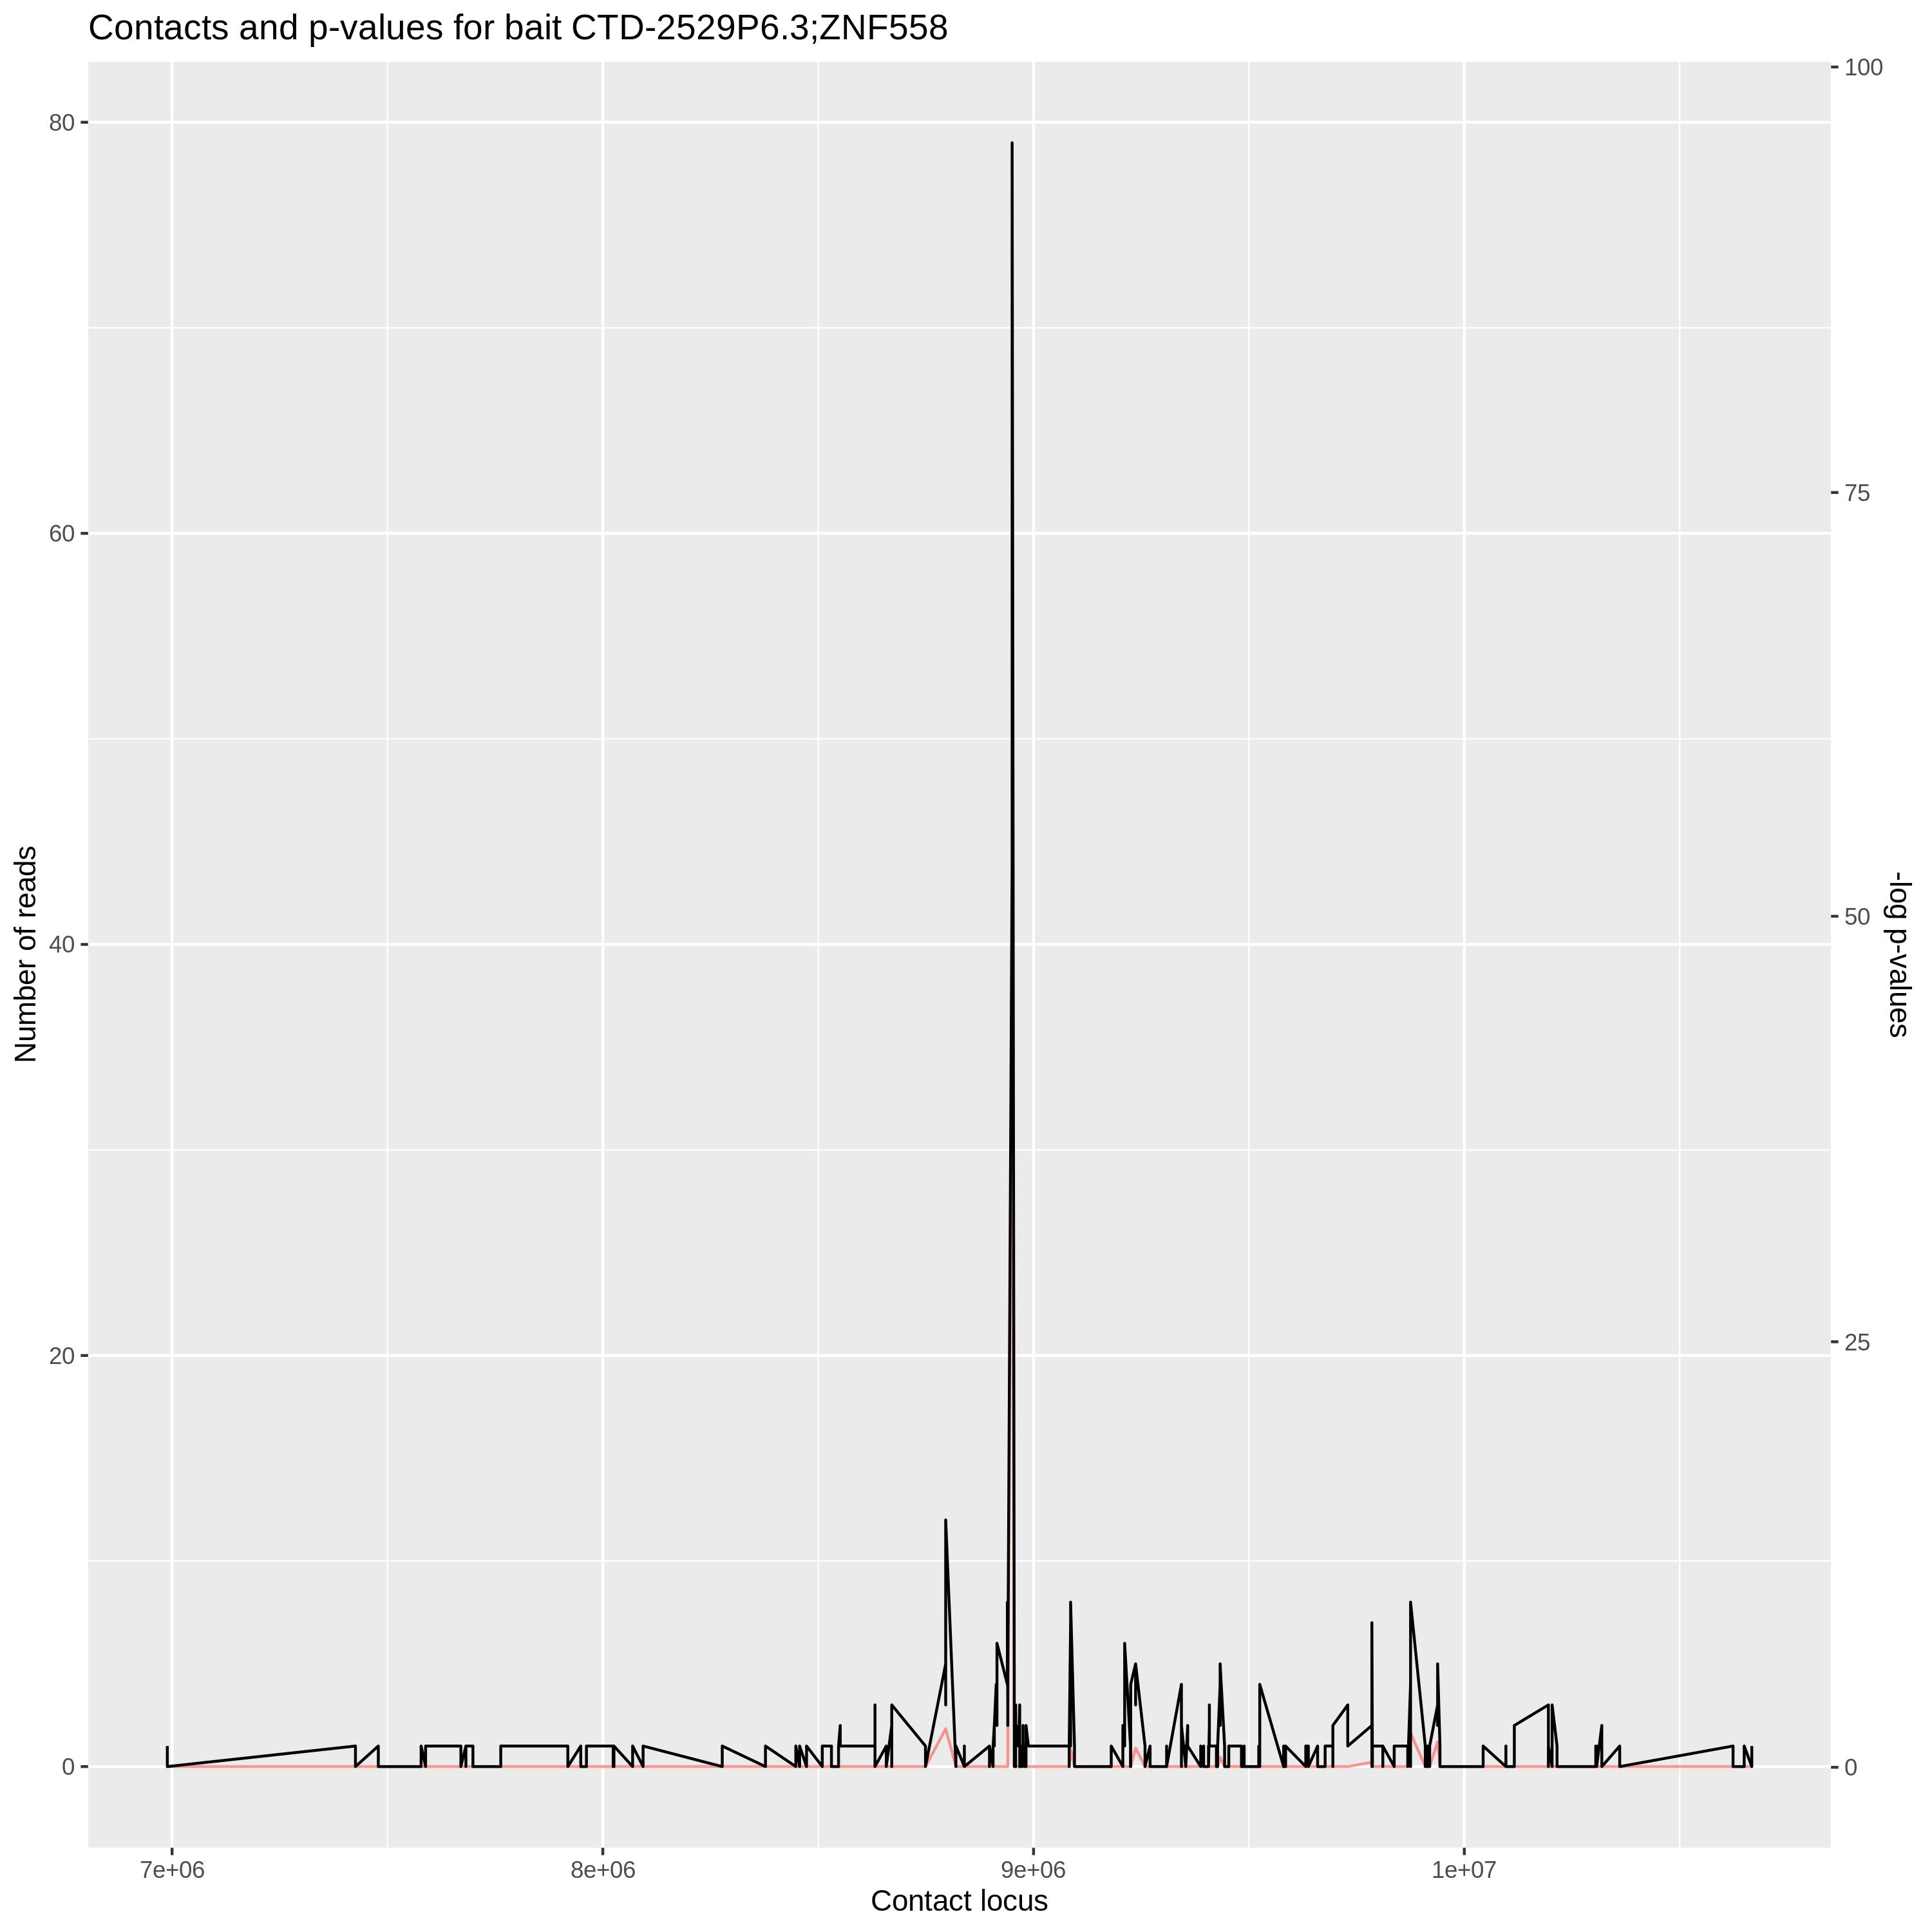 Contacts and p-values for bait CTD-2529P6.3;ZNF558
Number of reads
80
60
40
20
0
100
75
50
25
0
-log p-values
7e+06 8e+06 9e+06 1e+07
Contact locus